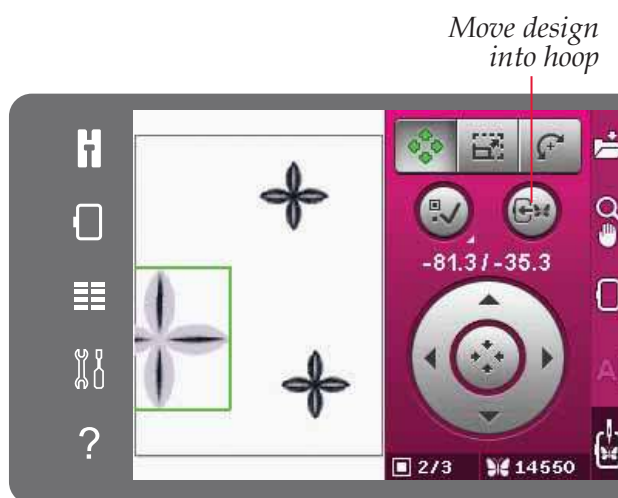 Move design
into hoop
-81.3 / -35.3
A
2/3
14550
?